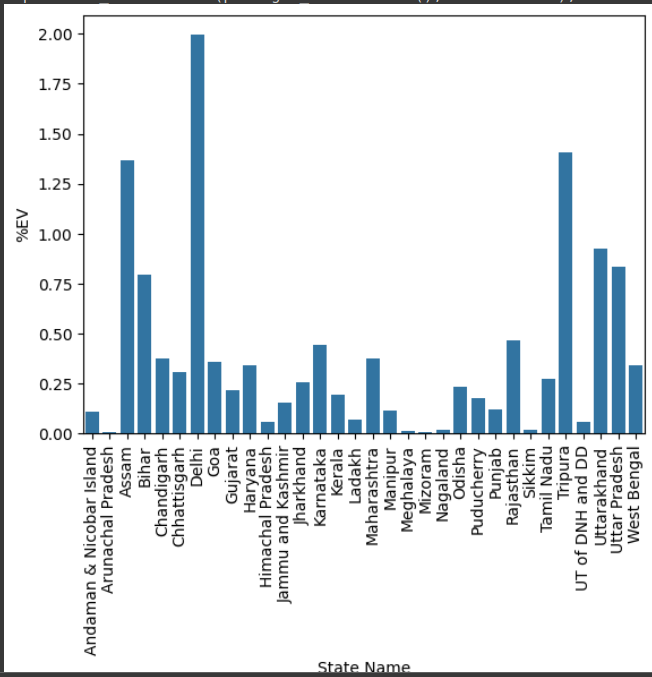 2.00
1.75
1.50
1.25
1.00
0.75
0.50
0.25
0.00
%EV
Andaman & Nicobar Island
Arunachal Pradesh
Assam
Bihar
Chandigarh
Chhattisgarh
Delhi
Goa
Gujarat
Haryana
Himachal Pradesh
Jammu and Kashmir
Jharkhand
Karnataka
Kerala
Ladakh
Maharashtra
Manipur
Meghalaya
Mizoram
Nagaland
Odisha
Puducherry
Punjab
Rajasthan
Sikkim
Tamil Nadu
Tripura
UT of DNH and DD
Uttarakhand
Uttar Pradesh
West Bengal
State Name